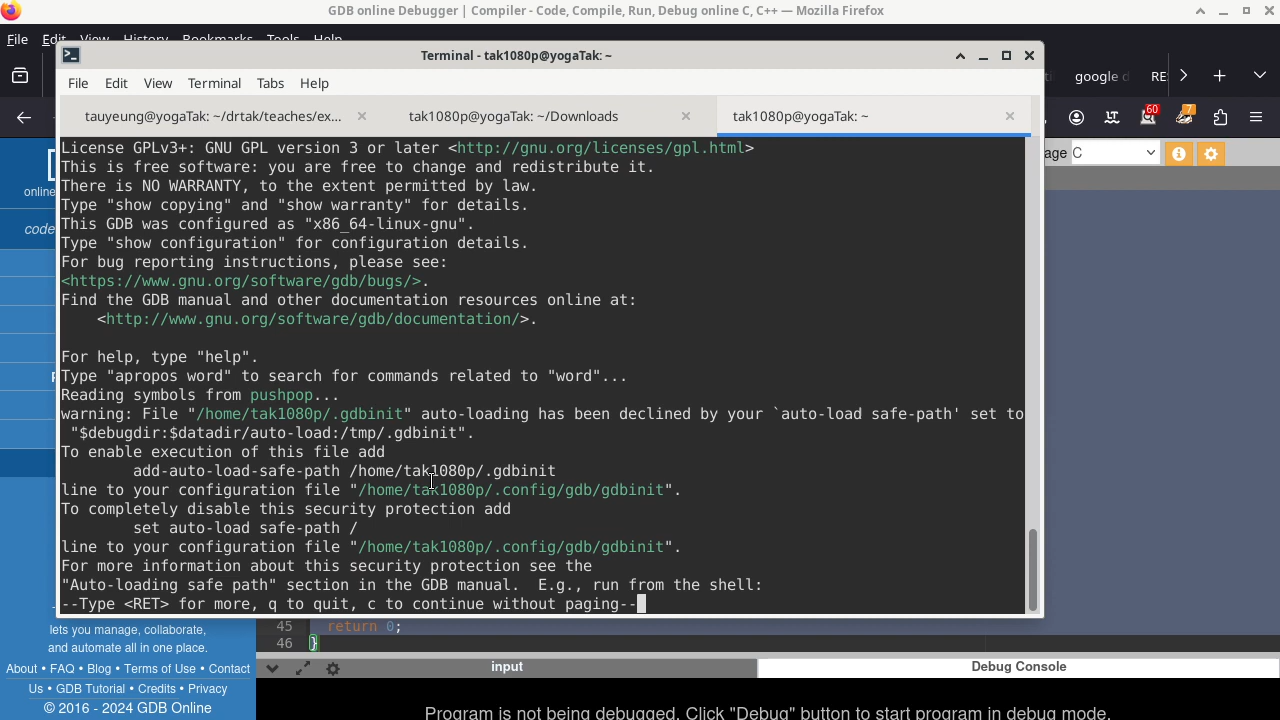 GDB online Debugger | Compiler - Code, Compile, Run, Debug online C, C++ — Mozilla Firefox
File Edit View History Bookmarks Tools Help
Terminal - tak1080p@yogaTak: ~
File Edit View Terminal Tabs Help
google d
RE
60
7
tauyeung@yogaTak: ~/drtak/teaches/ex...
tak1080p@yogaTak: ~/Downloads
tak1080p@yogaTak: ~
age C
online
code
License GPLv3+: GNU GPL version 3 or later <http://gnu.org/licenses/gpl.html>
This is free software: you are free to change and redistribute it.
There is NO WARRANTY, to the extent permitted by law.
Type "show copying" and "show warranty" for details.
This GDB was configured as "x86_64-linux-gnu".
Type "show configuration" for configuration details.
For bug reporting instructions, please see:
<https://www.gnu.org/software/gdb/bugs/>.
Find the GDB manual and other documentation resources online at:
    <http://www.gnu.org/software/gdb/documentation/>.
For help, type "help".
Type "apropos word" to search for commands related to "word"...
Reading symbols from pushpop...
warning: File "/home/tak1080p/.gdbinit" auto-loading has been declined by your `auto-load safe-path' set to
 "$debugdir:$datadir/auto-load:/tmp/.gdbinit".
To enable execution of this file add
        add-auto-load-safe-path /home/tak1080p/.gdbinit
line to your configuration file "/home/tak1080p/.config/gdb/gdbinit".
To completely disable this security protection add
        set auto-load safe-path /
line to your configuration file "/home/tak1080p/.config/gdb/gdbinit".
For more information about this security protection see the
"Auto-loading safe path" section in the GDB manual.  E.g., run from the shell:
--Type <RET> for more, q to quit, c to continue without paging--
45 return 0;
46 }
lets you manage, collaborate,
and automate all in one place.
About • FAQ • Blog • Terms of Use • Contact
Us • GDB Tutorial • Credits • Privacy
© 2016 - 2024 GDB Online
input
Debug Console
Program is not being debugged. Click "Debug" button to start program in debug mode.